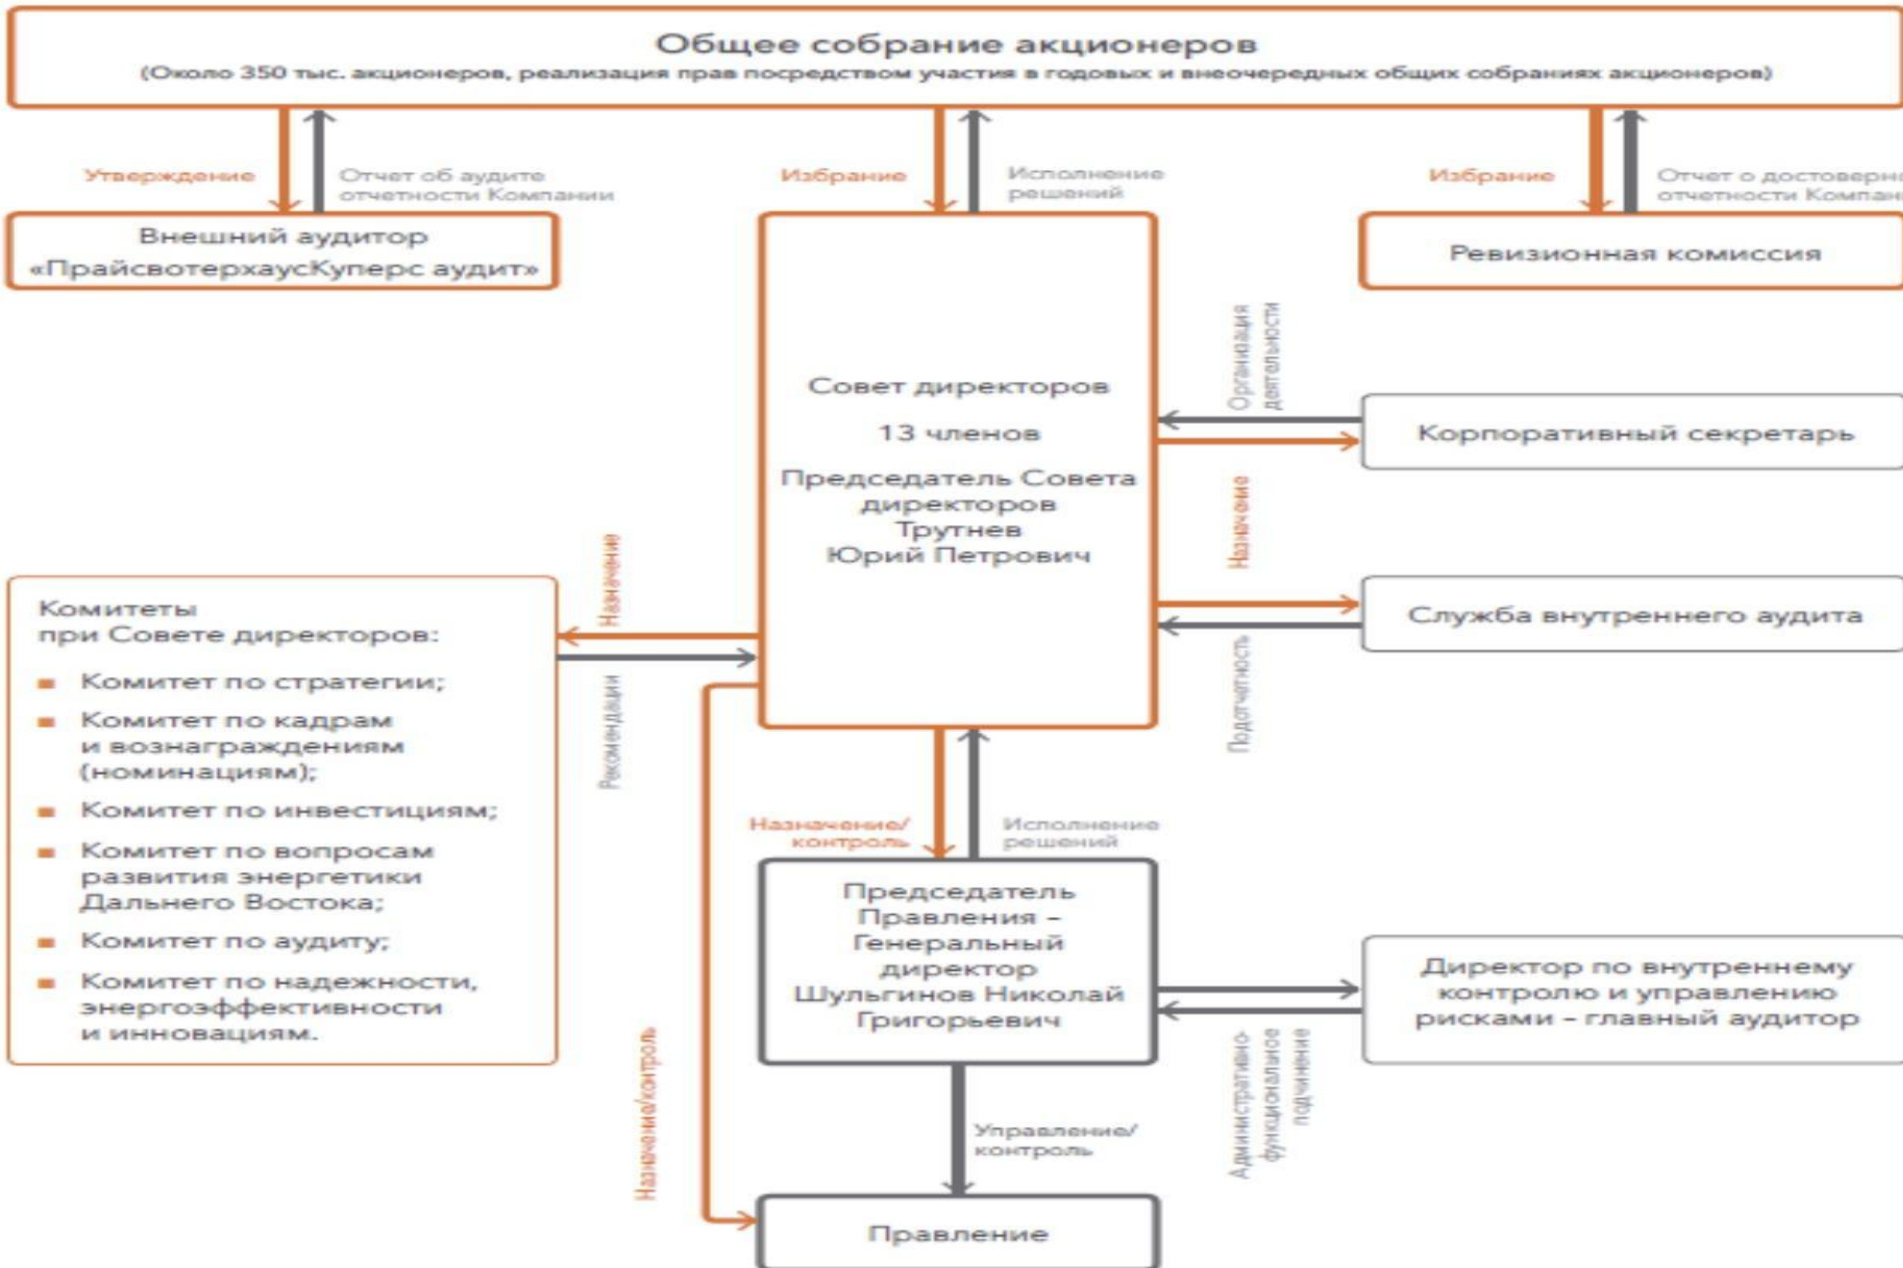 Общее собрание акционеров
(Около 350 тыс. акционеров, реализация прав посредством участия в годовых и внеочередных общих собраниях акционеров)
Утверждение
Отчет об аудите
отчетности Компании
Избрание
Исполнение
решений
Избрание
Отчет о достоверно
отчетности Компани
Внешний аудитор
«ПрайсвотерхаусКуперс аудит»
Ревизионная комиссия
Совет директоров
13 членов
Председатель Совета
директоров
Трутнев
Юрий Петрович
Организация
деятельности
Корпоративный секретарь
Назначение
Служба внутреннего аудита
Подотчетность
Назначение
Рекомендации
Комитеты
при Совете директоров:
Комитет по стратегии;
Комитет по кадрам
и вознаграждениям
(номинациям);
Комитет по инвестициям;
Комитет по вопросам
развития энергетики
Дальнего Востока;
Комитет по аудиту;
Комитет по надежности,
энергоэффективности
и инновациям.
Назначение/
контроль
Исполнение
решений
Председатель
Правления –
Генеральный
директор
Шульгинов Николай
Григорьевич
Директор по внутреннему
контролю и управлению
рисками – главный аудитор
Административно-
функциональное
подчинение
Назначение/контроль
Управление/
контроль
Правление